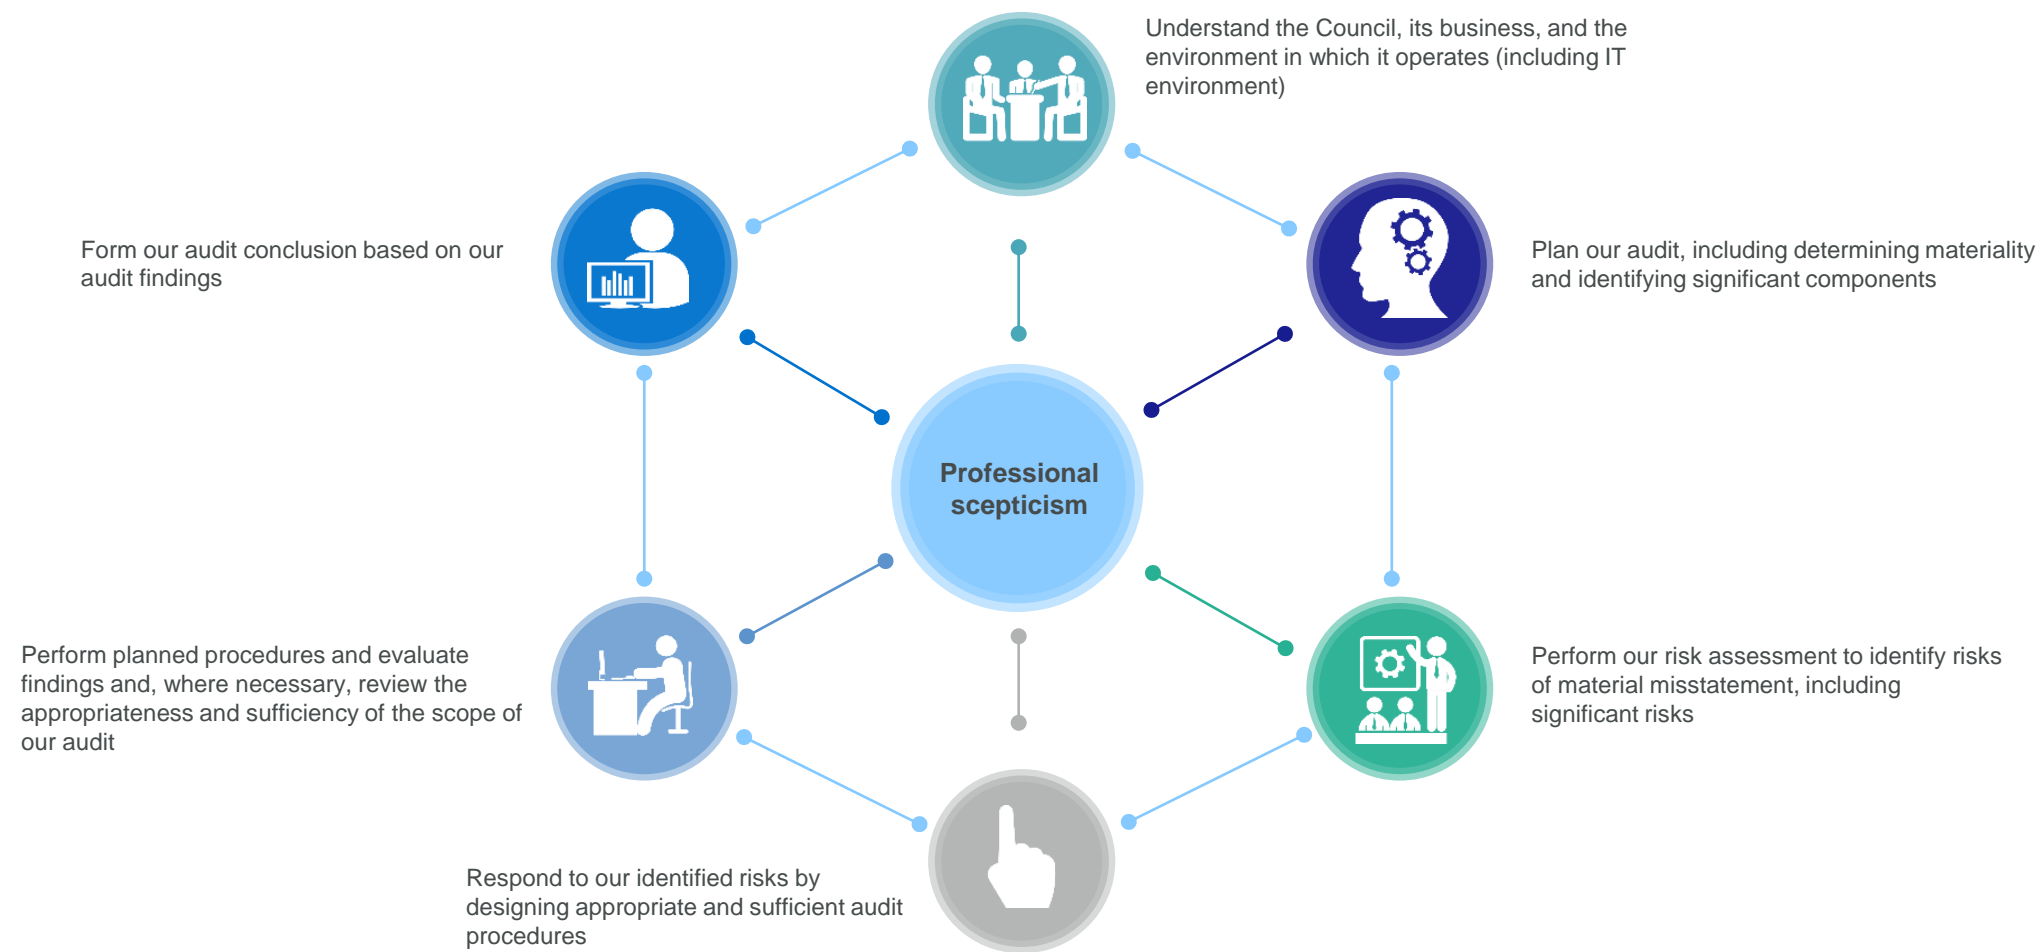 Understand the Council, its business, and the
environment in which it operates (including IT
environment)
Plan our audit, including determining materiality
and identifying significant components
Form our audit conclusion based on our
audit findings
Professional
scepticism
Perform our risk assessment to identify risks
of material misstatement, including
significant risks
Perform planned procedures and evaluate
findings and, where necessary, review the
appropriateness and sufficiency of the scope of
our audit
Respond to our identified risks by
designing appropriate and sufficient audit
procedures